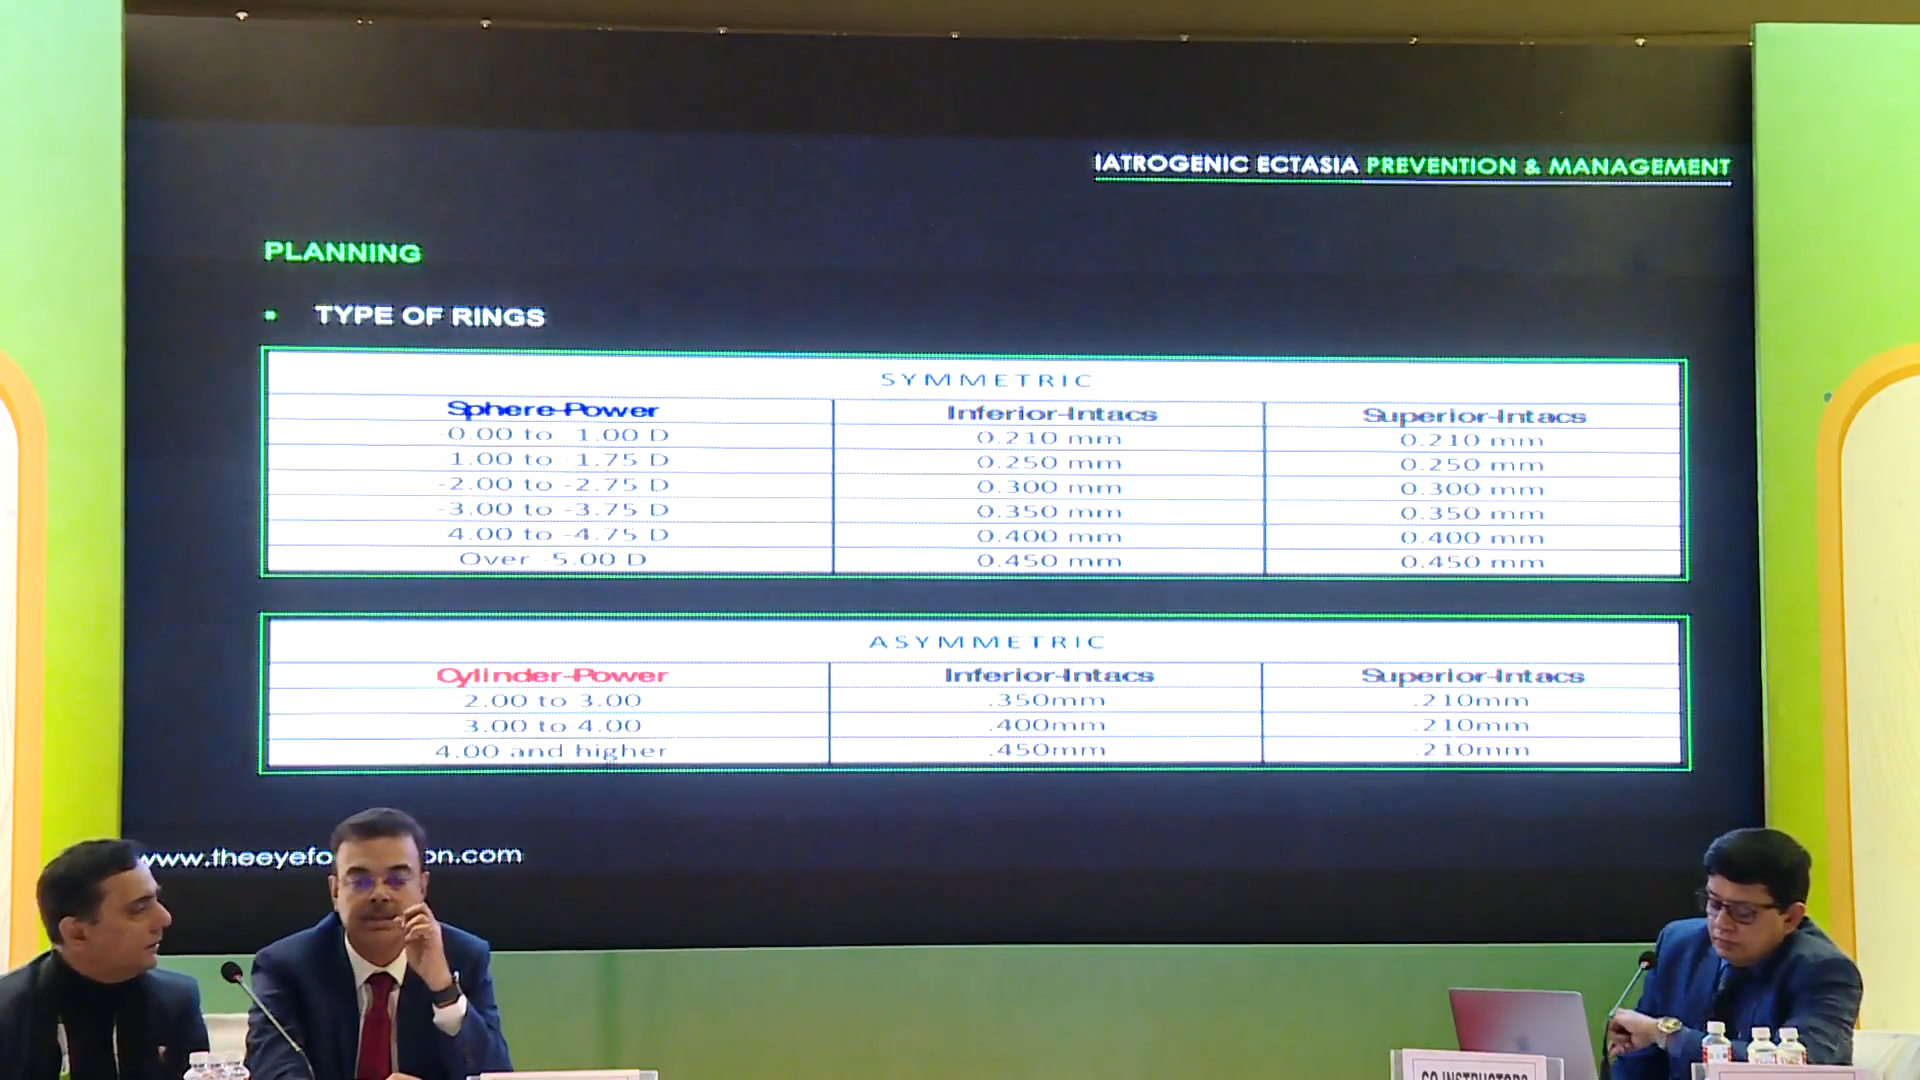 IATROGENIC ECTASIA PREVENTION & MANAGEMENT
PLANNING
▪ TYPE OF RINGS
SYMMETRIC
Sphere-Power Inferior-Intacs Superior-Intacs
-0.00 to 1.00 D 0.210 mm 0.210 mm
1.00 to 1.75 D 0.250 mm 0.250 mm
-2.00 to -2.75 D 0.300 mm 0.300 mm
-3.00 to -3.75 D 0.350 mm 0.350 mm
4.00 to -4.75 D 0.400 mm 0.400 mm
Over -5.00 D 0.450 mm 0.450 mm
ASYMMETRIC
Cylinder-Power Inferior-Intacs Superior-Intacs
2.00 to 3.00 .350mm .210mm
3.00 to 4.00 .400mm .210mm
4.00 and higher .450mm .210mm
CO INSTRUCTORS